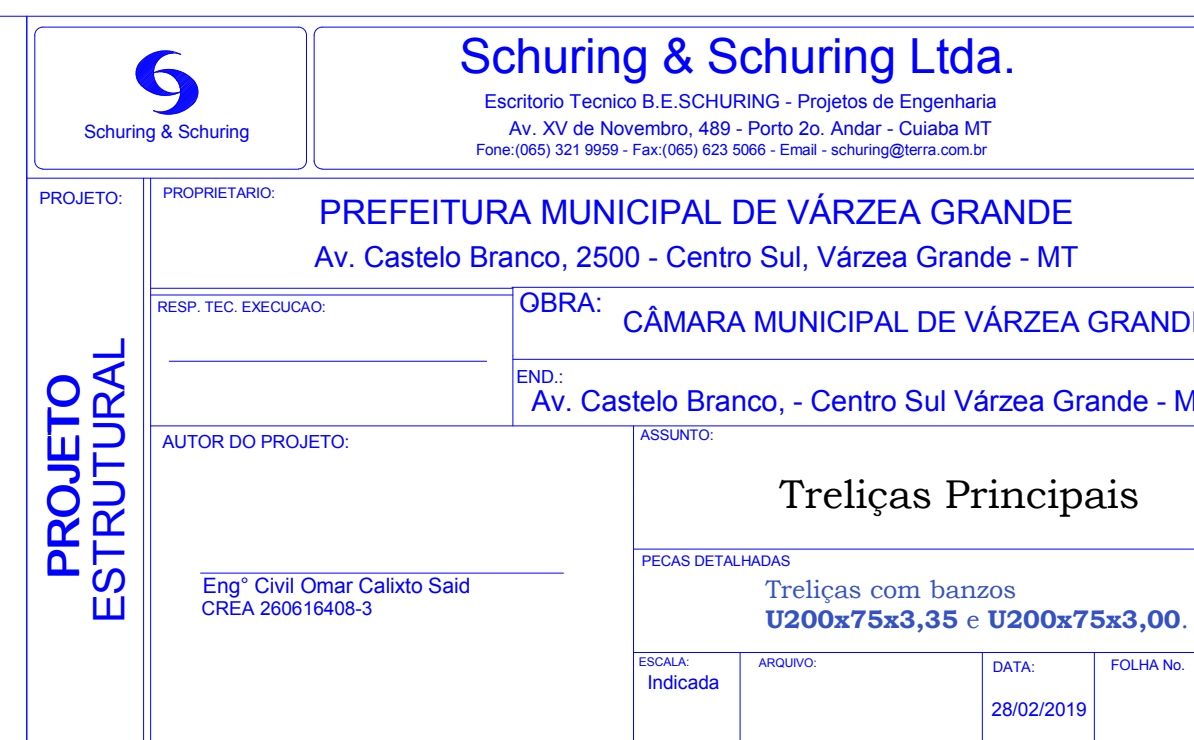 Schuring & Schuring
Schuring & Schuring Ltda.
Escritorio Tecnico B.E.SCHURING - Projetos de Engenharia
Av. XV de Novembro, 489 - Porto 2o. Andar - Cuiaba MT
Fone:(065) 321 9959 - Fax:(065) 623 5066 - Email - schuring@terra.com.br
PROJETO:
PROJETO
ESTRUTURAL
PROPRIETARIO:
PREFEITURA MUNICIPAL DE VÁRZEA GRANDE
Av. Castelo Branco, 2500 - Centro Sul, Várzea Grande - MT
RESP. TEC. EXECUCAO:
OBRA:
CÂMARA MUNICIPAL DE VÁRZEA GRAND
END.:
Av. Castelo Branco, - Centro Sul Várzea Grande - M
AUTOR DO PROJETO:
Eng° Civil Omar Calixto Said
CREA 260616408-3
ASSUNTO:
Treliças Principais
PECAS DETALHADAS
Treliças com banzos
U200x75x3,35 e U200x75x3,00.
ESCALA:
Indicada
ARQUIVO:
DATA:
28/02/2019
FOLHA No.